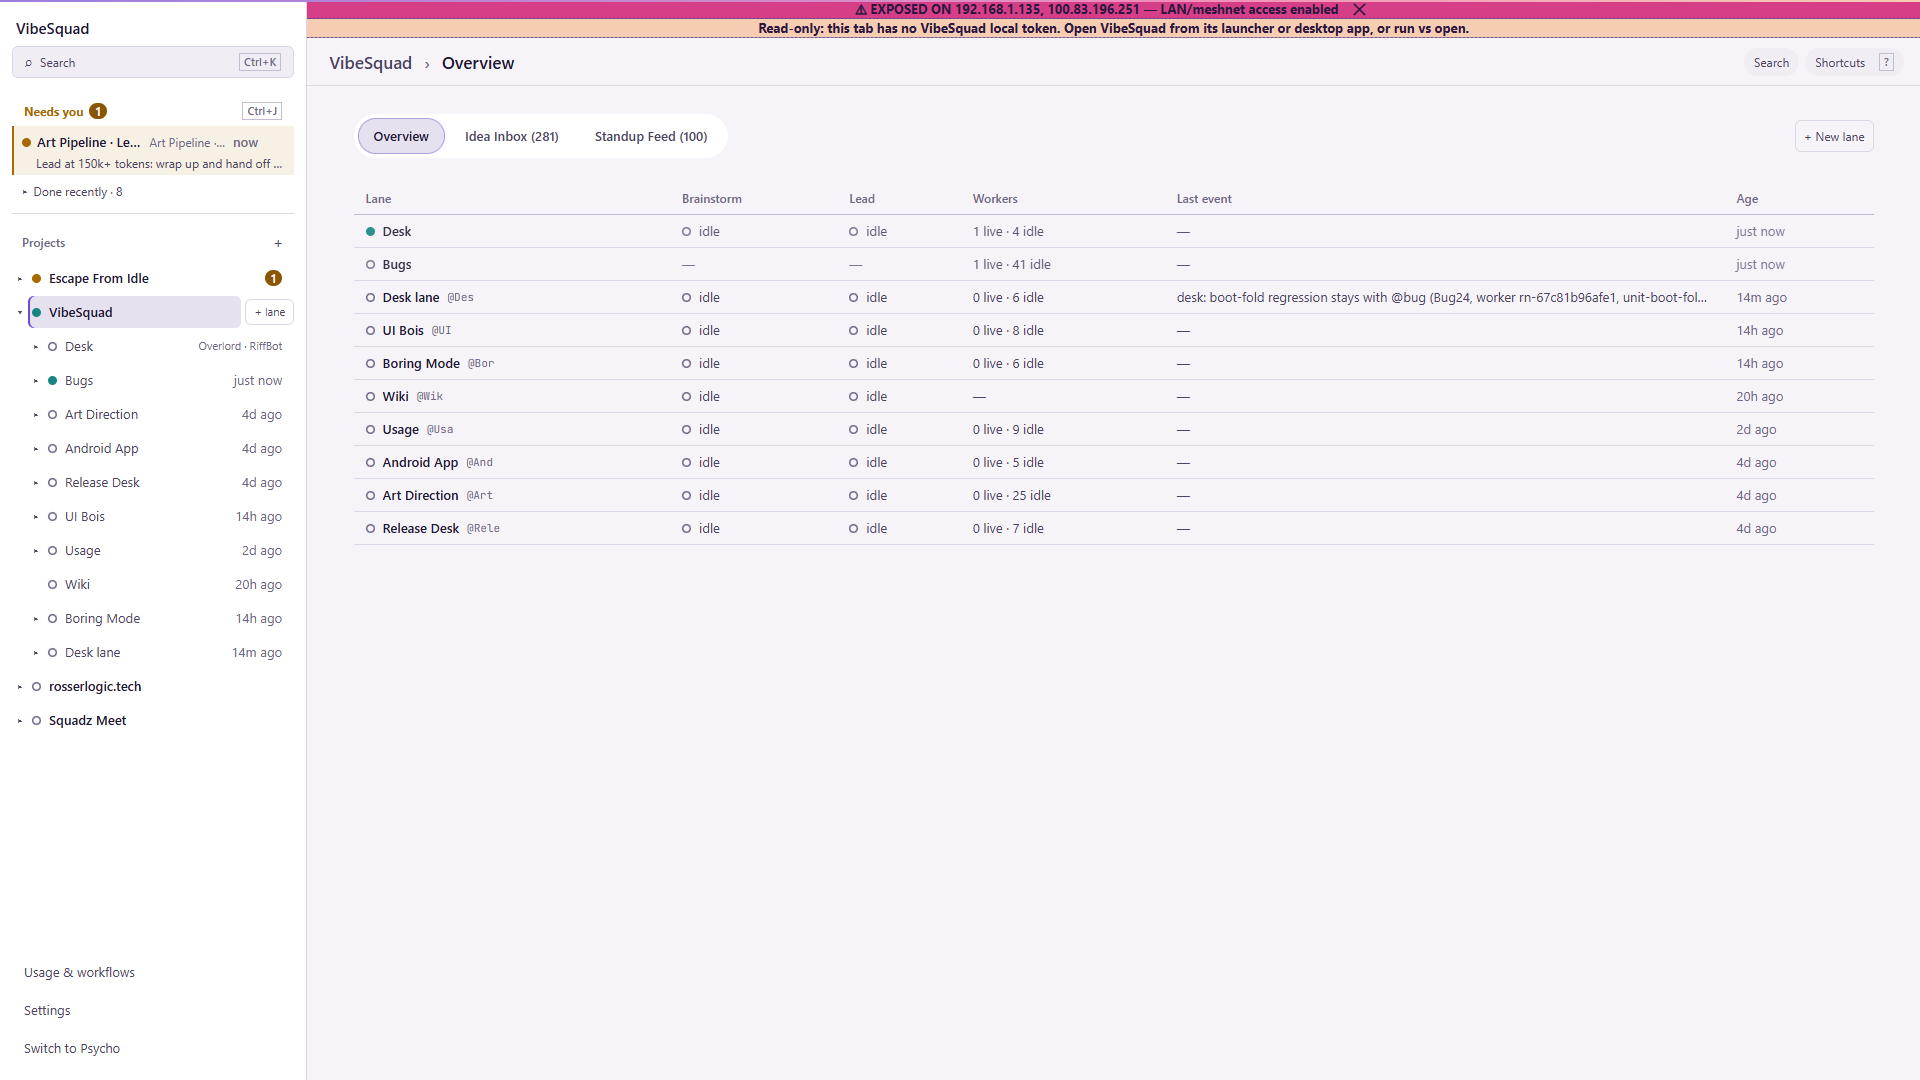 VibeSquad
Search Ctrl+K
Needs you 1 Ctrl+J
Art Pipeline · Le... Art Pipeline ·... now
Lead at 150k+ tokens: wrap up and hand off ...
Done recently · 8
Projects +
Escape From Idle 1
VibeSquad + lane
Desk Overlord · RiffBot
Bugs just now
Art Direction 4d ago
Android App 4d ago
Release Desk 4d ago
UI Bois 14h ago
Usage 2d ago
Wiki 20h ago
Boring Mode 14h ago
Desk lane 14m ago
rosserlogic.tech
Squadz Meet
Usage & workflows
Settings
Switch to Psycho
⚠ EXPOSED ON 192.168.1.135, 100.83.196.251 — LAN/meshnet access enabled
Read-only: this tab has no VibeSquad local token. Open VibeSquad from its launcher or desktop app, or run vs open.
VibeSquad › Overview
Search Shortcuts ?
Overview Idea Inbox (281) Standup Feed (100) + New lane
Lane Brainstorm Lead Workers Last event Age
Desk idle idle 1 live · 4 idle — just now
Bugs — — 1 live · 41 idle — just now
Desk lane @Des idle idle 0 live · 6 idle desk: boot-fold regression stays with @bug (Bug24, worker rn-67c81b96afe1, unit-boot-fol... 14m ago
UI Bois @UI idle idle 0 live · 8 idle — 14h ago
Boring Mode @Bor idle idle 0 live · 6 idle — 14h ago
Wiki @Wik idle idle — — 20h ago
Usage @Usa idle idle 0 live · 9 idle — 2d ago
Android App @And idle idle 0 live · 5 idle — 4d ago
Art Direction @Art idle idle 0 live · 25 idle — 4d ago
Release Desk @Rele idle idle 0 live · 7 idle — 4d ago